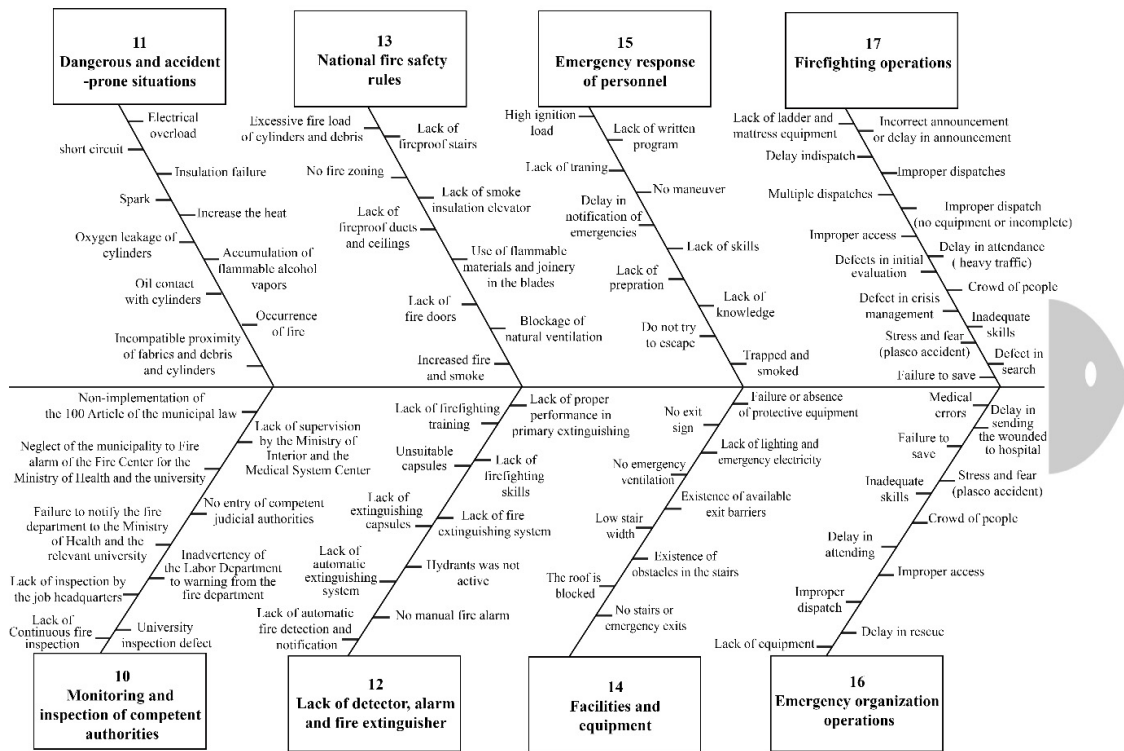 11
Dangerous and accident
-prone situations
Electrical
overload
short circuit
Insulation failure
Spark
Increase the heat
Oxygen leakage of
cylinders
Accumulation of
flammable alcohol
vapors
Oil contact
with cylinders
Occurrence
of fire
Incompatible proximity
of fabrics and debris
and cylinders
13
National fire safety
rules
Excessive fire load
of cylinders and debris
Lack of
fireproof stairs
No fire zoning
Lack of smoke
insulation elevator
Lack of
fireproof ducts
and ceilings
Use of flammable
materials and joinery
in the blades
Lack of
fire doors
Blockage of
natural ventilation
Increased fire
and smoke
15
Emergency response
of personnel
High ignition
load
Lack of written
program
Lack of traning
No maneuver
Delay in
notification of
emergencies
Lack of skills
Lack of
prepration
Lack of
knowledge
Do not try
to escape
Trapped and
smoked
17
Firefighting operations
Lack of ladder and
mattress equipment
Incorrect announcement
or delay in announcement
Delay indispatch
Improper dispatches
Multiple dispatches
Improper dispatch
(no equipment or incomplete)
Improper access
Delay in attendance
( heavy traffic)
Defects in initial
evaluation
Crowd of people
Defect in crisis
management
Inadequate
skills
Stress and fear
(plasco accident)
Defect in
search
Failure to save
Non-implementation of
the 100 Article of the municipal law
Lack of supervision
by the Ministry of
Interior and the
Medical System Center
Neglect of the municipality to Fire
alarm of the Fire Center for the
Ministry of Health and the university
No entry of competent
judicial authorities
Failure to notify the fire
department to the Ministry
of Health and the
relevant university
Inadvertency of
the Labor Department
to warning from the
fire department
Lack of inspection by
the job headquarters
Lack of
Continuous fire
inspection
University
inspection defect
10
Monitoring and
inspection of competent
authorities
Lack of firefighting
training
Lack of proper
performance in
primary extinguishing
Unsuitable
capsules
Lack of
firefighting
skills
Lack of
extinguishing
capsules
Lack of fire
extinguishing system
Lack of
automatic
extinguishing
system
Hydrants was not
active
Lack of automatic
fire detection and
notification
No manual fire alarm
12
Lack of detector, alarm
and fire extinguisher
No exit
sign
Failure or absence
of protective equipment
No emergency
ventilation
Lack of lighting and
emergency electricity
Low stair
width
Existence of available
exit barriers
The roof is
blocked
Existence of
obstacles in the stairs
No stairs or
emergency exits
14
Facilities and
equipment
Medical
errors
Delay in
sending
the wounded
to hospital
Failure to
save
Stress and fear
(plasco accident)
Inadequate
skills
Crowd of people
Delay in
attending
Improper access
Improper
dispatch
Delay in rescue
Lack of equipment
16
Emergency organization
operations